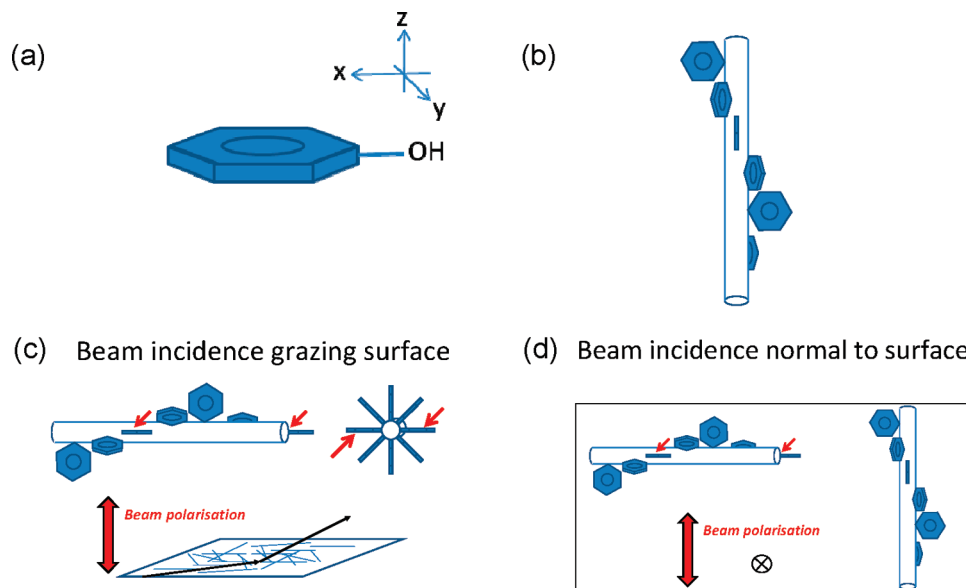 (a)
z
x
y
OH
(b)
(c) Beam incidence grazing surface
Beam polarisation
(d) Beam incidence normal to surface
Beam polarisation